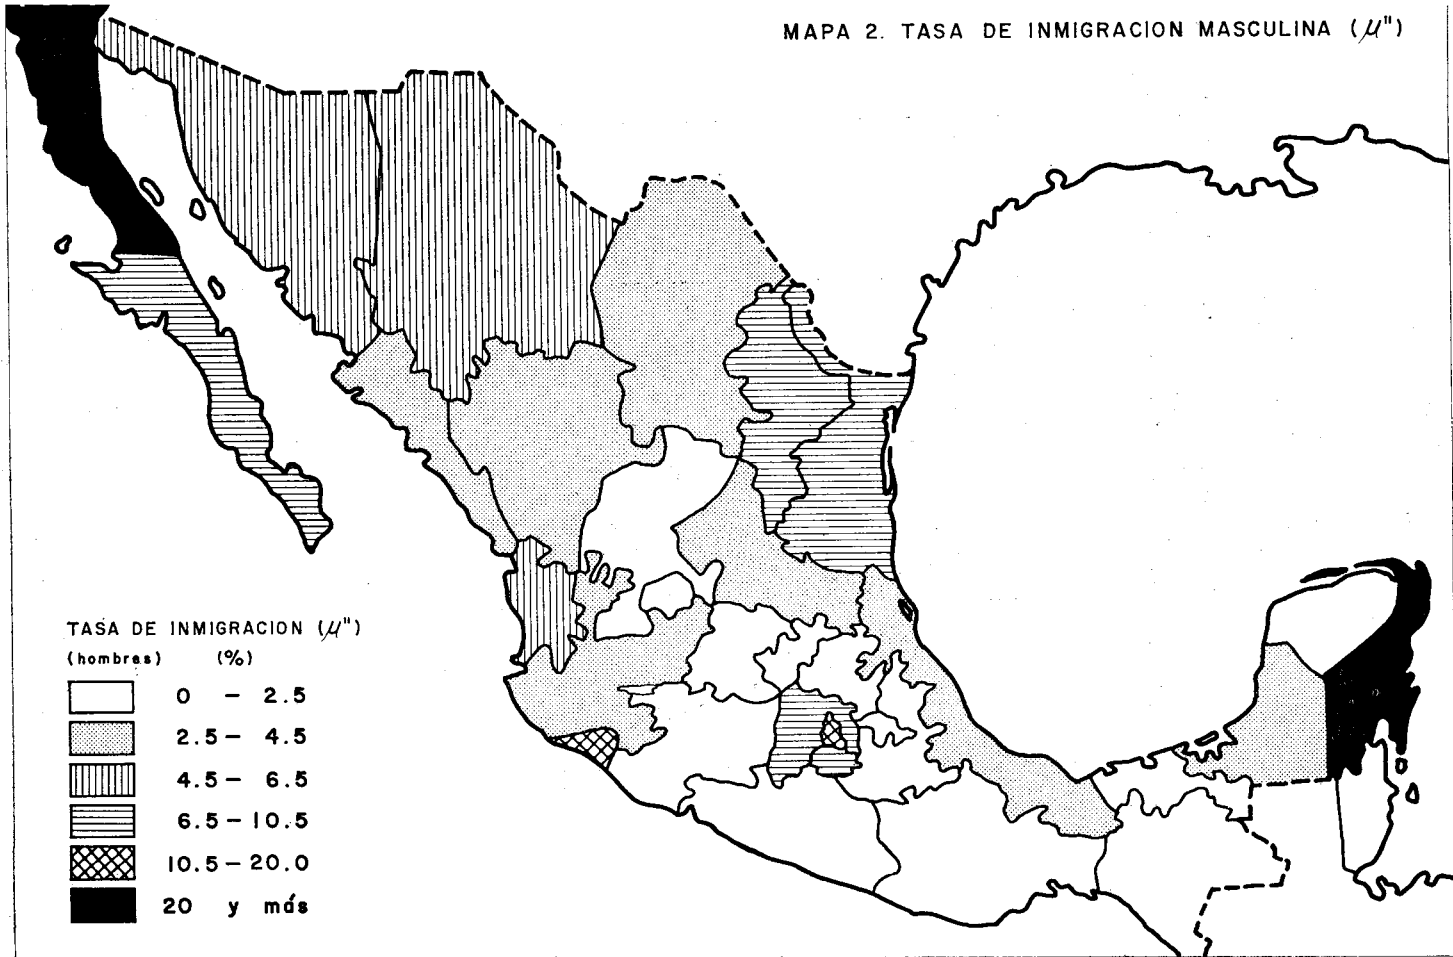 MAPA 2. TASA DE INMIGRACION MASCULINA (μ")
TASA DE INMIGRACION (μ")
(hombres) (%)
0 - 2.5
2.5 - 4.5
4.5 - 6.5
6.5 - 10.5
10.5 - 20.0
20 y más